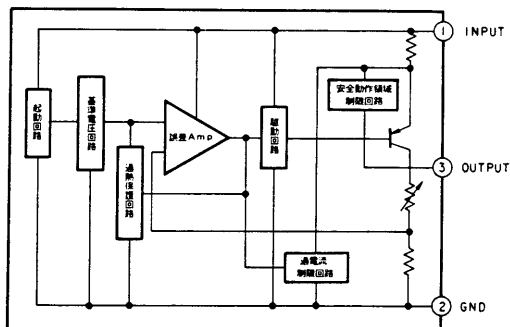 ① INPUT
安全動作領域
制限回路
起動回路
基準電圧回路
誤差Amp
駆動回路
過熱保護回路
③ OUTPUT
過電流
制限回路
② GND